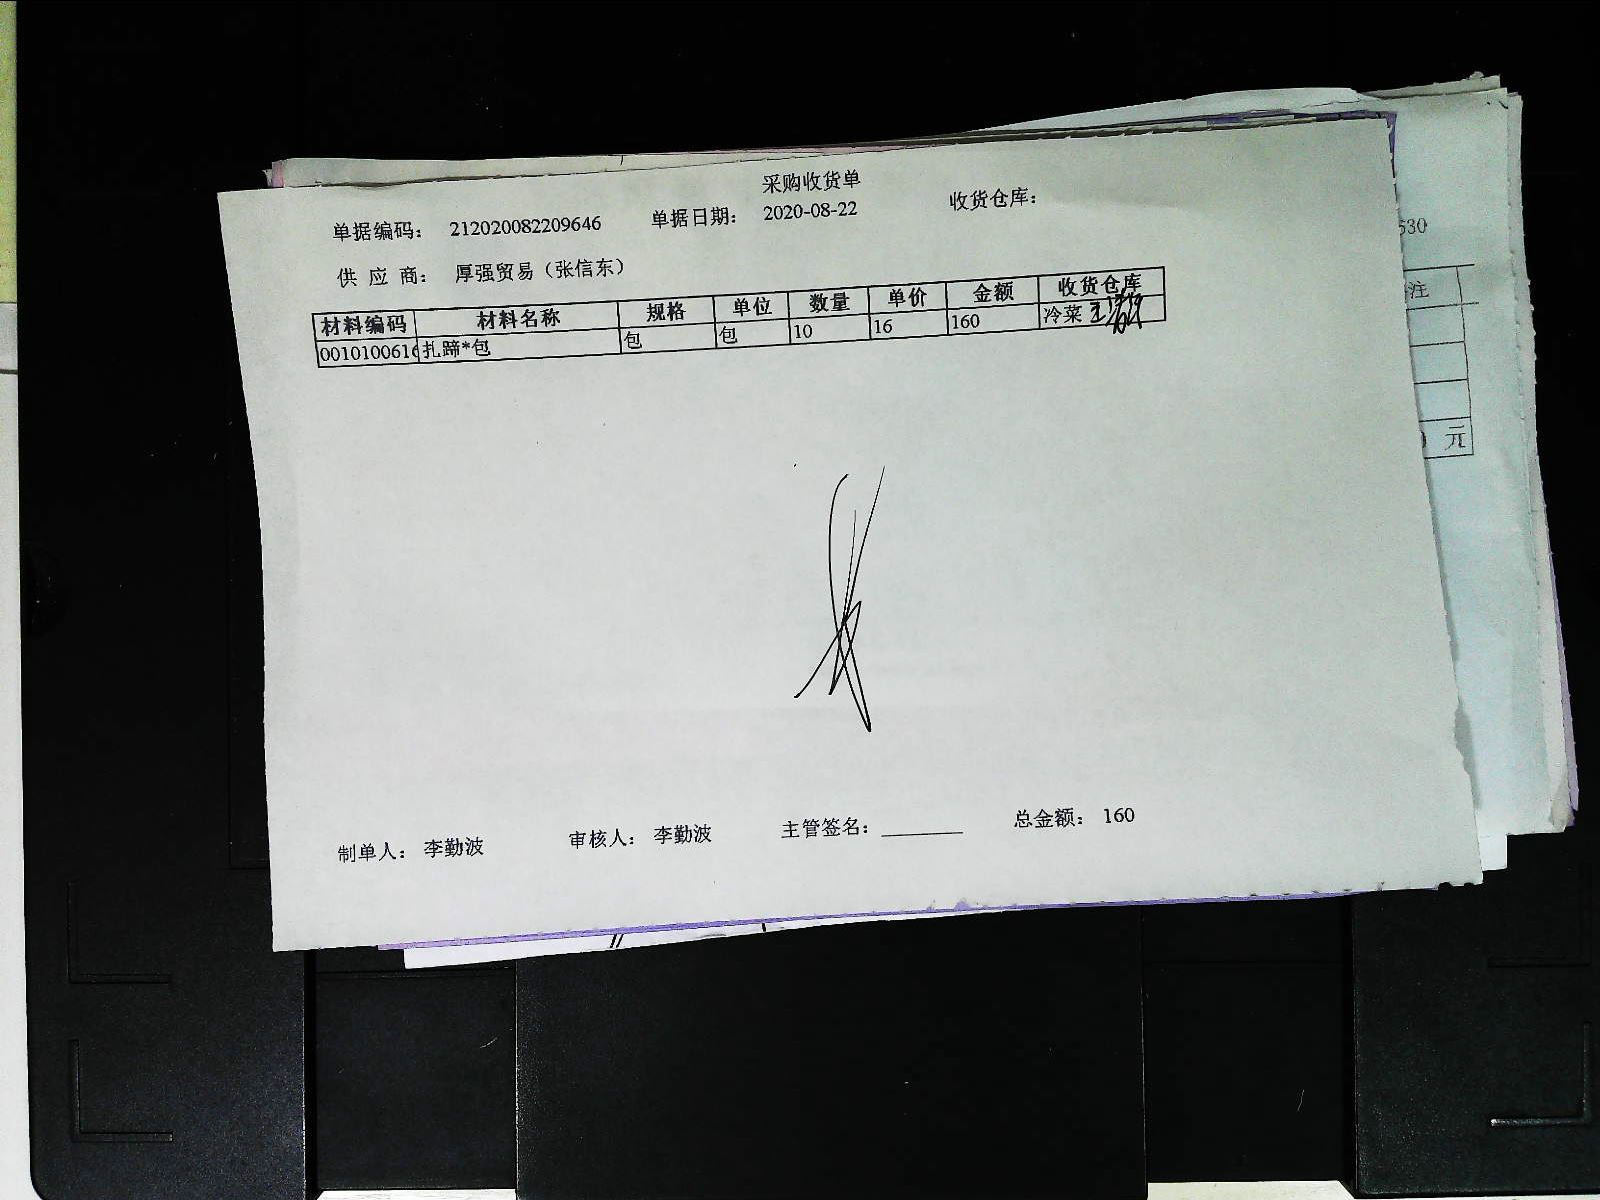 采购收货单
单据编码： 212020082209646 单据日期： 2020-08-22 收货仓库：
供 应 商： 厚强贸易（张信东）
材料编码 材料名称 规格 单位 数量 单价 金额 收货仓库
0010100616 扎蹄*包 包 包 10 16 160 冷菜
制单人： 李勤波 审核人： 李勤波 主管签名： 总金额： 160
530
注
元